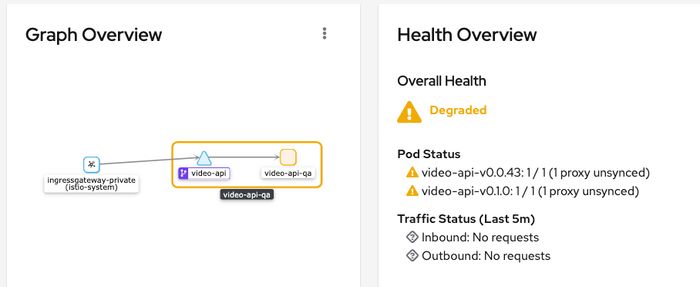 Graph Overview
ingressgateway-private
(istio-system)
video-api
video-api-qa
video-api-qa
Health Overview
Overall Health
Degraded
Pod Status
video-api-v0.0.43: 1 / 1 (1 proxy unsynced)
video-api-v0.1.0: 1 / 1 (1 proxy unsynced)
Traffic Status (Last 5m)
Inbound: No requests
Outbound: No requests